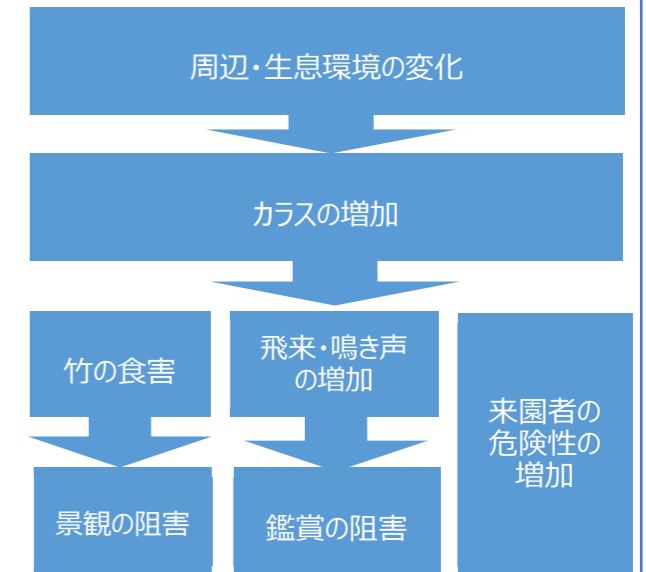 周辺・生息環境の変化
カラスの増加
竹の食害
飛来・鳴き声
の増加
来園者の
危険性の
増加
景観の阻害
鑑賞の阻害